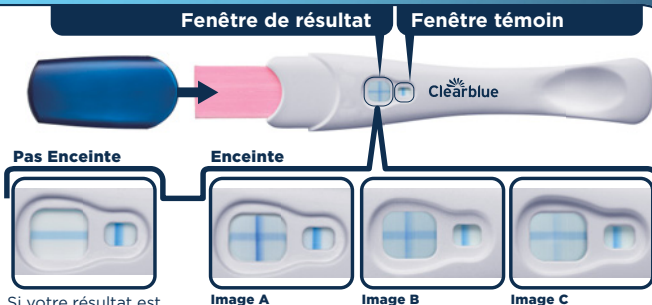 Fenêtre de résultat
Fenêtre témoin
Clearblue
Pas Enceinte
Enceinte
Si votre résultat est
Image A
Image B
Image C